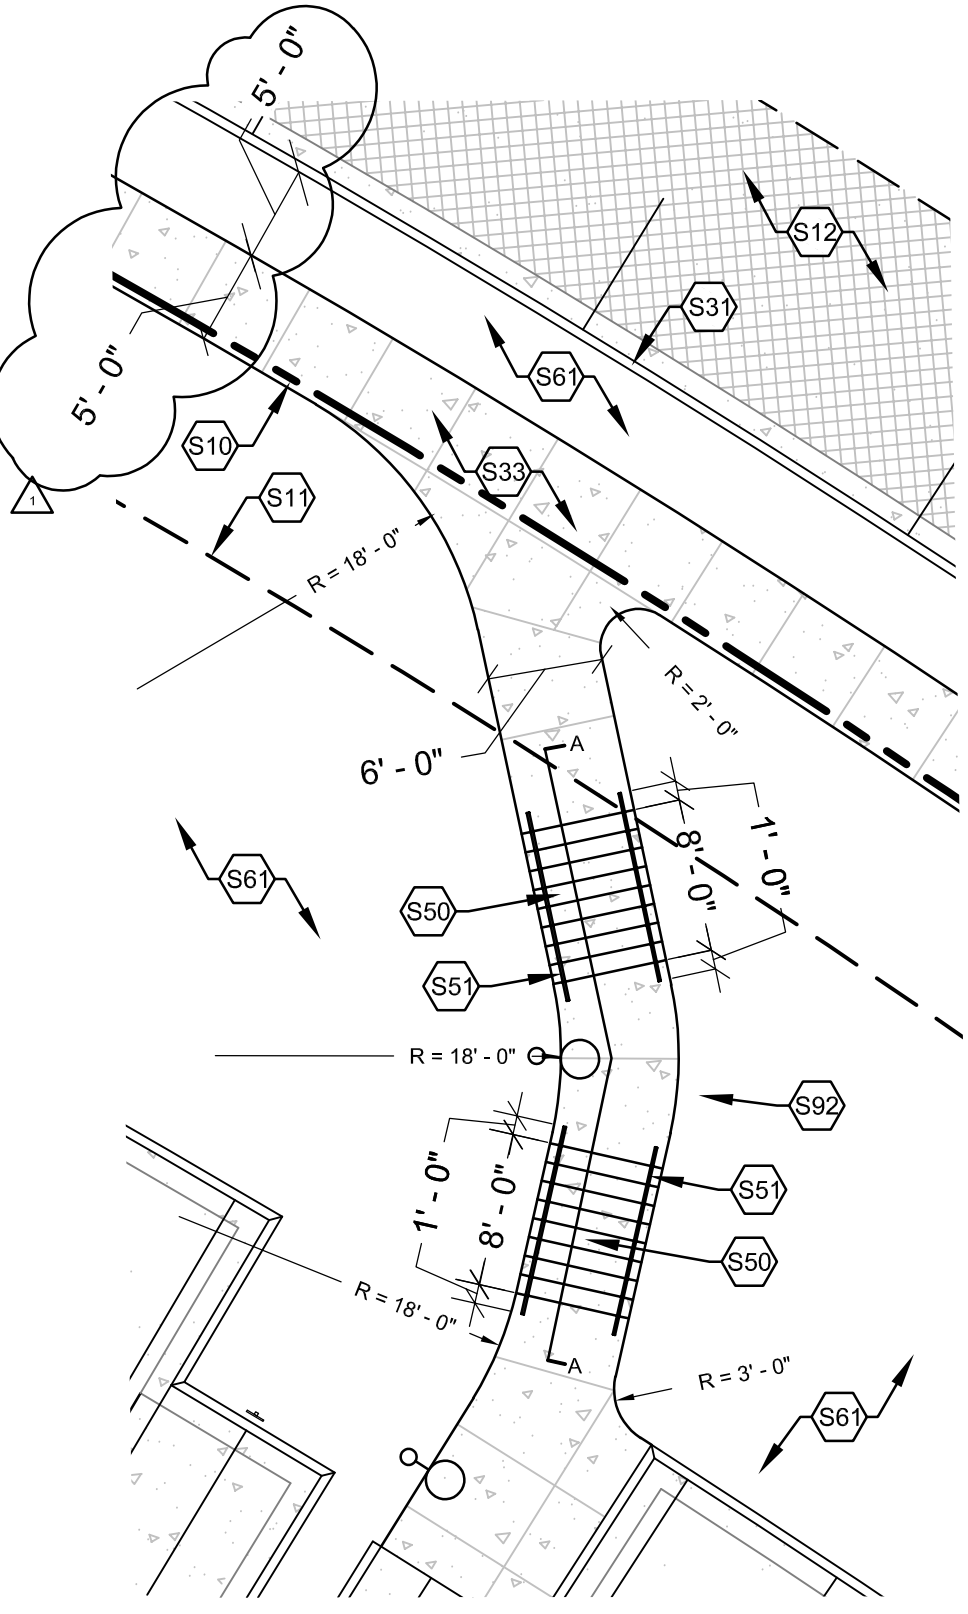 5' - 0"
S12
S31
S61
5' - 0"
S10
S33
1
S11
R = 18' - 0"
R = 2' - 0"
A
6' - 0"
8' - 0"
1' - 0"
S61
S50
S51
R = 18' - 0"
S92
1' - 0"
8' - 0"
S51
S50
R = 18' - 0"
A
R = 3' - 0"
S61